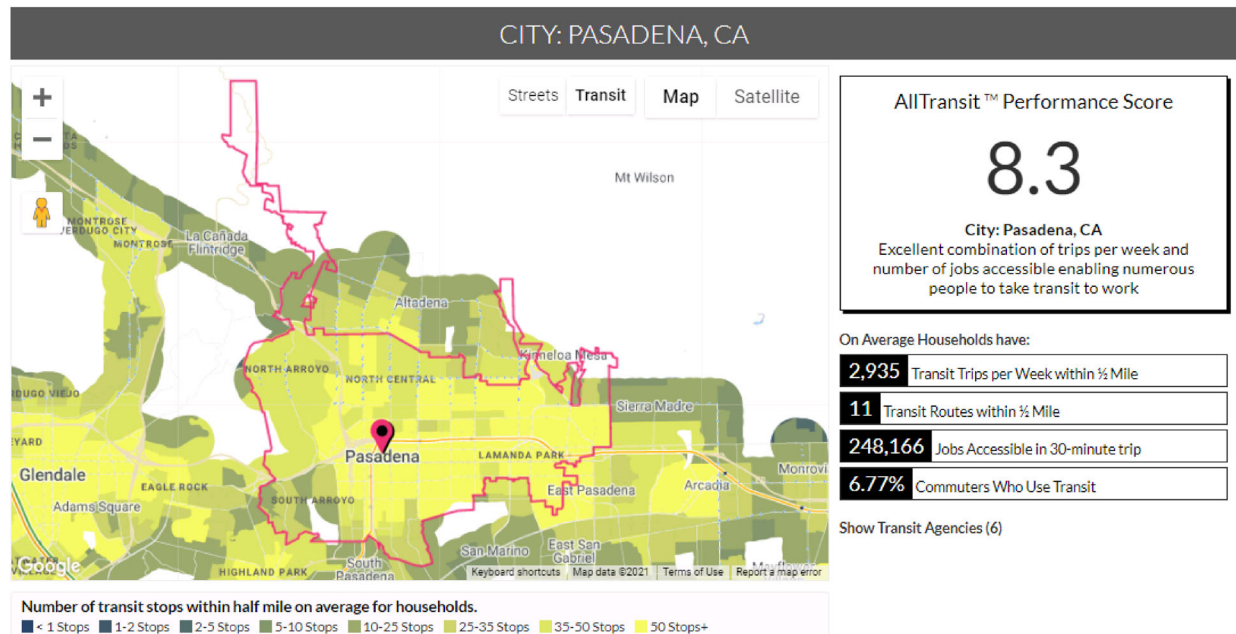 CITY: PASADENA, CA
+
−
Streets
Transit
Map
Satellite
Mt Wilson
MONTROSE
VERDUGO CITY
MONTROSE
La Cañada
Flintridge
Altadena
Kinneloa Mesa
NORTH ARROYO
NORTH CENTRAL
Sierra Madre
Pasadena
LAMANDA PARK
Monrovi
Glendale
EAGLE ROCK
East Pasadena
Arcadia
Adams Square
SOUTH ARROYO
San Marino
East San
Gabriel
South
Pasadena
HIGHLAND PARK
Google
Keyboard shortcuts
Map data ©2021
Terms of Use
Report a map error
Number of transit stops within half mile on average for households.
< 1 Stops 1-2 Stops 2-5 Stops 5-10 Stops 10-25 Stops 25-35 Stops 35-50 Stops 50 Stops+
AllTransit ™ Performance Score
8.3
City: Pasadena, CA
Excellent combination of trips per week and
number of jobs accessible enabling numerous
people to take transit to work
On Average Households have:
2,935 Transit Trips per Week within ½ Mile
11 Transit Routes within ½ Mile
248,166 Jobs Accessible in 30-minute trip
6.77% Commuters Who Use Transit
Show Transit Agencies (6)